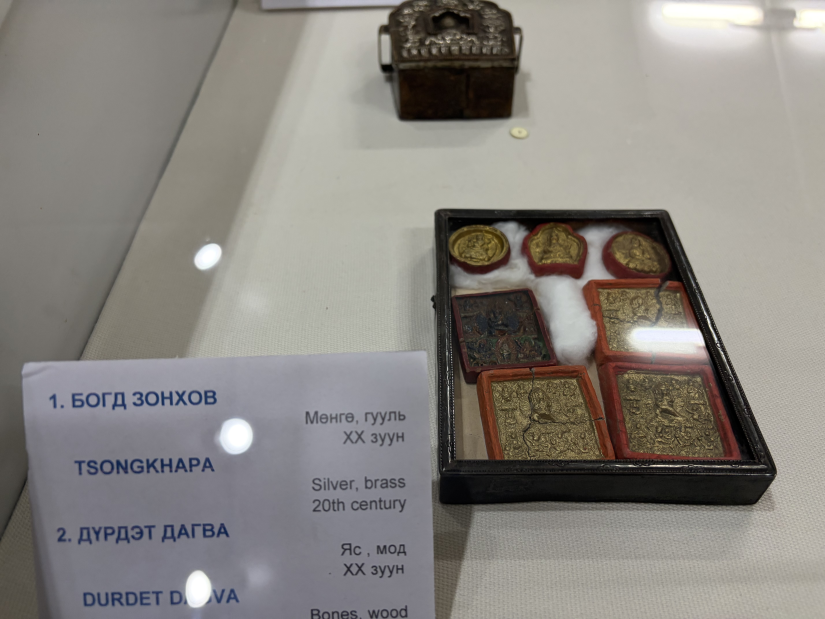 1. БОГД ЗОНХОВ
Мөнгө, гууль
XX зуун
TSONGKHAPA
Silver, brass
20th century
2. ДҮРДЭТ ДАГВА
Яс , мод
XX зуун
DURDET
Bones, wood